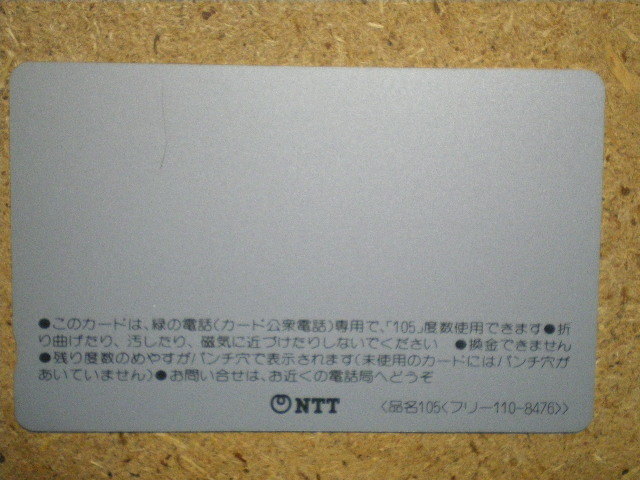 ●このカードは、緑の電話(カード公衆電話)専用で、「105」度数使用できます●折
り曲げたり、汚したり、磁気に近づけたりしないでください　●換金できません
●残り度数のめやすがパンチ穴で表示されます(未使用のカードにはパンチ穴が
あいていません)●お問い合せは、お近くの電話局へどうぞ
NTT 〈品名105〈フリー110-8476〉〉